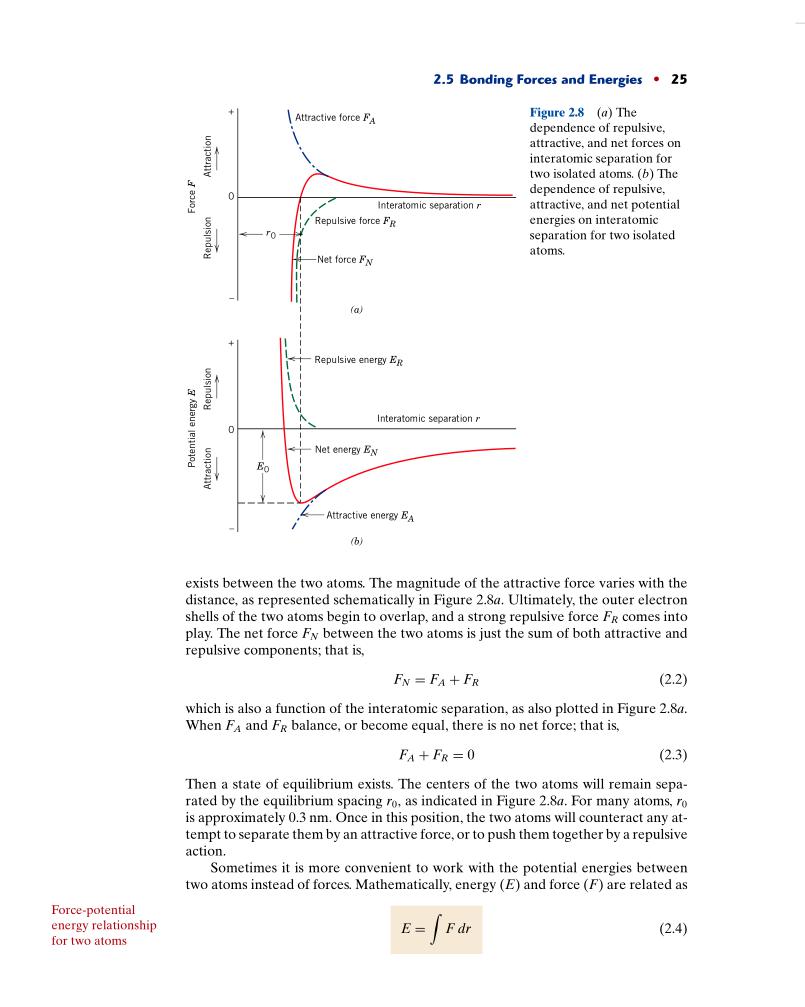 2.5 Bonding Forces and Energies • 25
+
Attractive force F_A
Attraction
Force F
0
Interatomic separation r
Repulsion
r_0
Repulsive force F_R
Net force F_N
–
(a)
Figure 2.8 (a) The
dependence of repulsive,
attractive, and net forces on
interatomic separation for
two isolated atoms. (b) The
dependence of repulsive,
attractive, and net potential
energies on interatomic
separation for two isolated
atoms.
+
Repulsive energy E_R
Repulsion
Potential energy E
Interatomic separation r
0
Net energy E_N
Attraction
E_0
Attractive energy E_A
–
(b)
exists between the two atoms. The magnitude of the attractive force varies with the
distance, as represented schematically in Figure 2.8a. Ultimately, the outer electron
shells of the two atoms begin to overlap, and a strong repulsive force F_R comes into
play. The net force F_N between the two atoms is just the sum of both attractive and
repulsive components; that is,
F_N = F_A + F_R (2.2)
which is also a function of the interatomic separation, as also plotted in Figure 2.8a.
When F_A and F_R balance, or become equal, there is no net force; that is,
F_A + F_R = 0 (2.3)
Then a state of equilibrium exists. The centers of the two atoms will remain sepa-
rated by the equilibrium spacing r_0, as indicated in Figure 2.8a. For many atoms, r_0
is approximately 0.3 nm. Once in this position, the two atoms will counteract any at-
tempt to separate them by an attractive force, or to push them together by a repulsive
action.
Sometimes it is more convenient to work with the potential energies between
two atoms instead of forces. Mathematically, energy (E) and force (F) are related as
Force-potential
energy relationship
for two atoms
E = ∫ F dr (2.4)